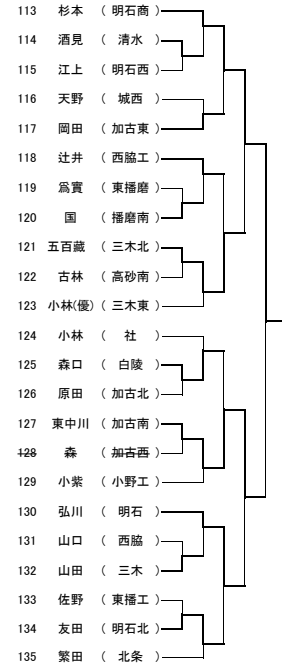 113 杉本 ( 明石商 )
114 酒見 ( 清水 )
115 江上 ( 明石西 )
116 天野 ( 城西 )
117 岡田 ( 加古東 )
118 辻井 ( 西脇工 )
119 爲實 ( 東播磨 )
120 国 ( 播磨南 )
121 五百藏 ( 三木北 )
122 古林 ( 高砂南 )
123 小林(優) ( 三木東 )
124 小林 ( 社 )
125 森口 ( 白陵 )
126 原田 ( 加古北 )
127 東中川 ( 加古南 )
128 森 ( 加古西 )
129 小紫 ( 小野工 )
130 弘川 ( 明石 )
131 山口 ( 西脇 )
132 山田 ( 三木 )
133 佐野 ( 東播工 )
134 友田 ( 明石北 )
135 繁田 ( 北条 )